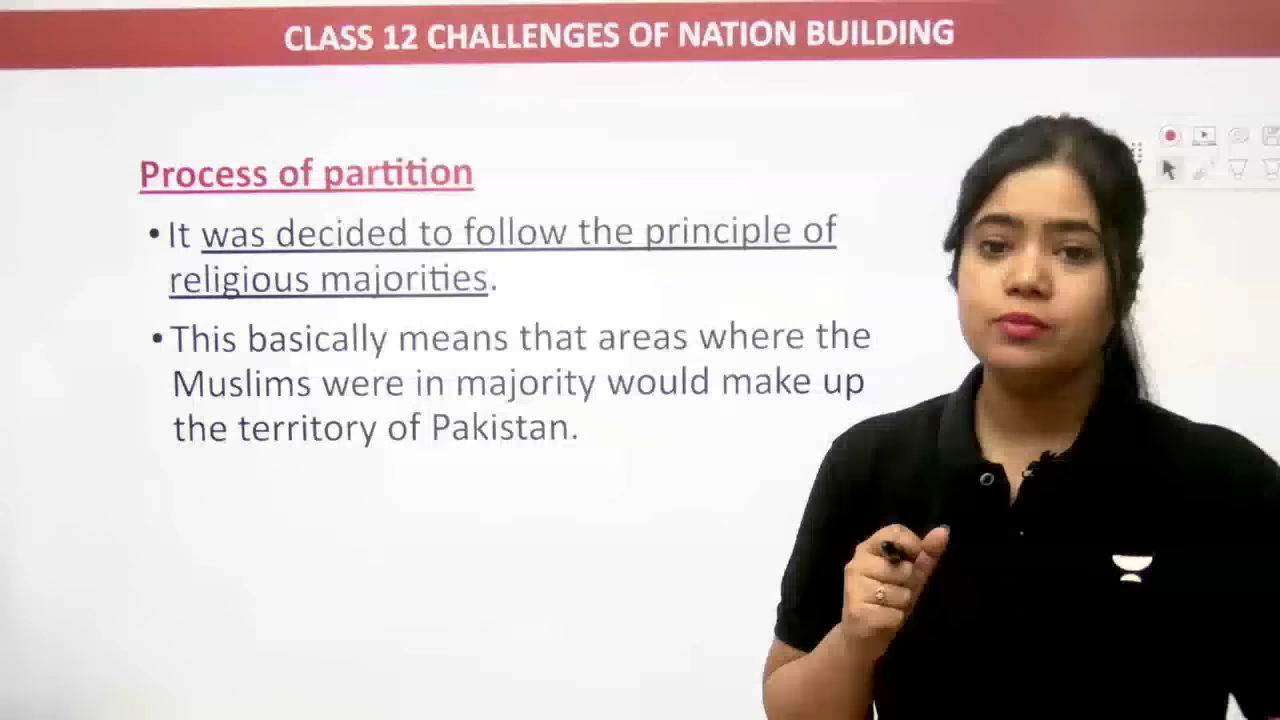 CLASS 12 CHALLENGES OF NATION BUILDING
Process of partition
• It was decided to follow the principle of
religious majorities.
• This basically means that areas where the
Muslims were in majority would make up
the territory of Pakistan.